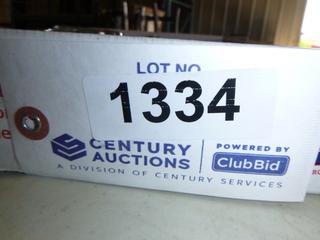 LOT NO.
1334
CENTURY AUCTIONS
POWERED BY
ClubBid
A DIVISION OF CENTURY SERVICES